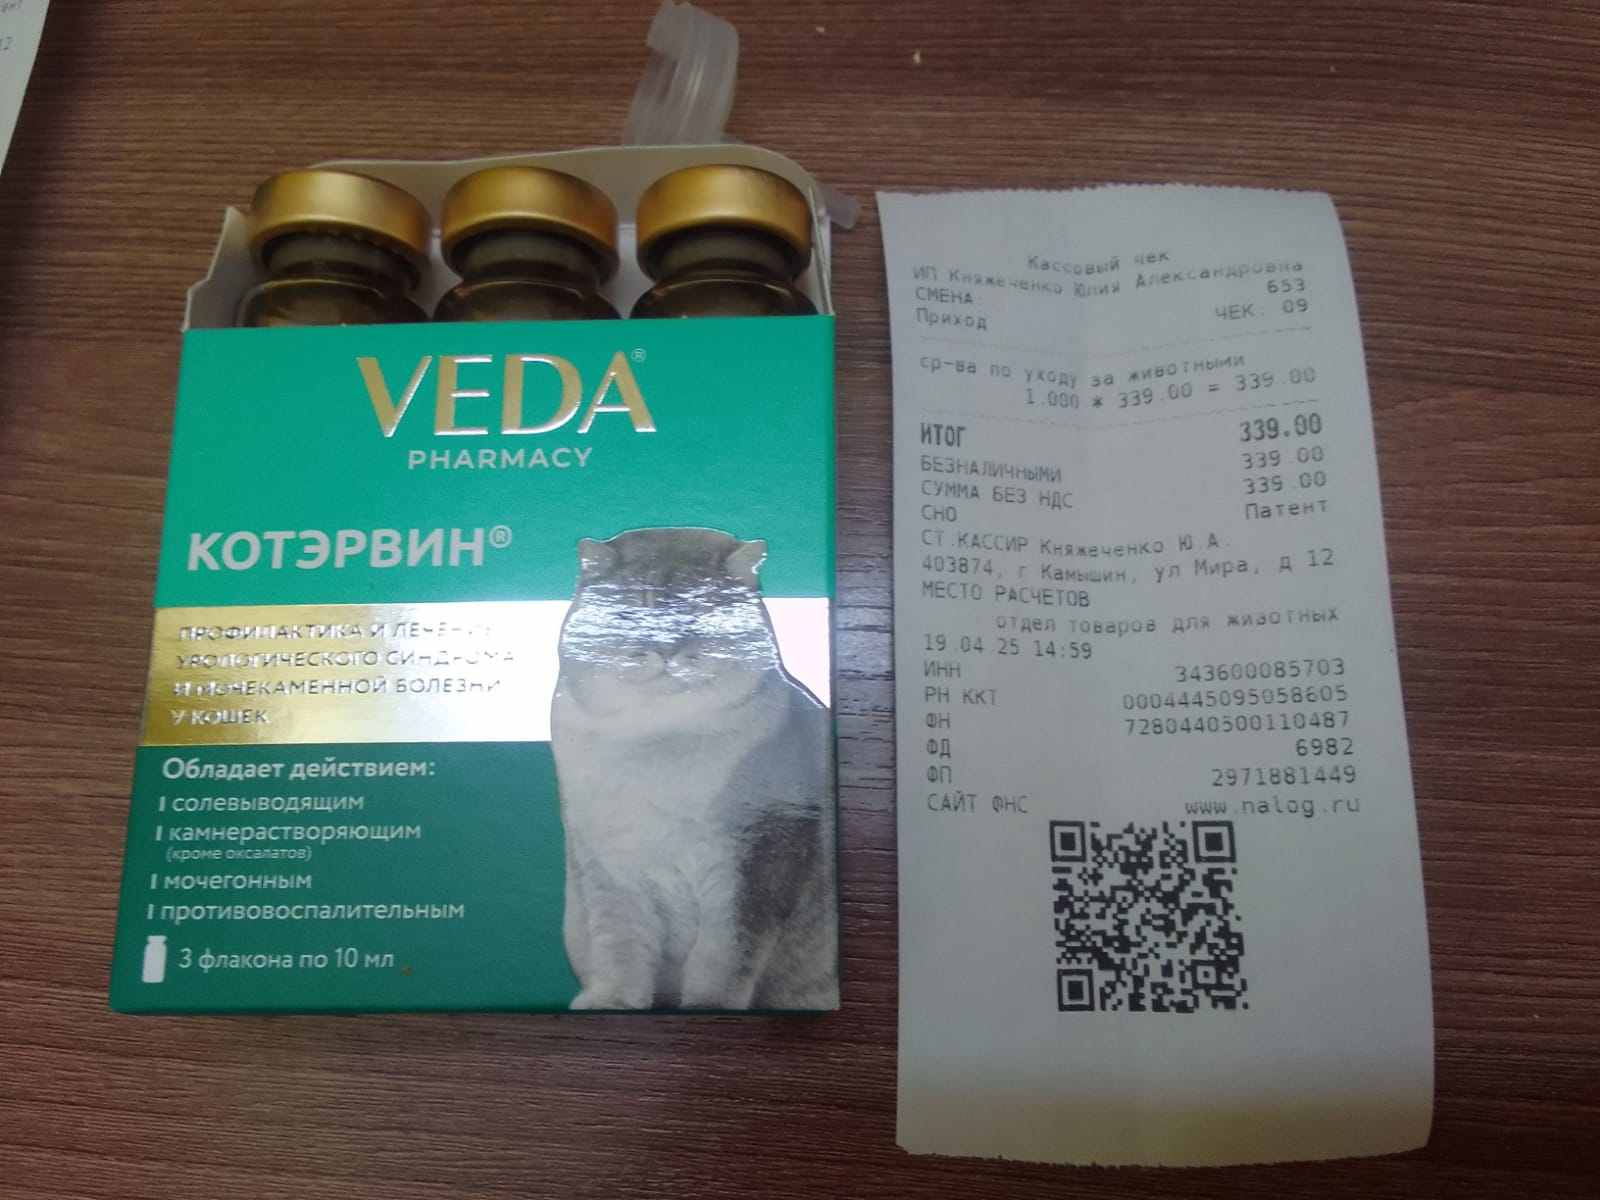 12
VEDA®
PHARMACY
КОТЭРВИН®
ПРОФИЛАКТИКА И ЛЕЧЕНИЕ
УРОЛОГИЧЕСКОГО СИНДРОМА
И МОЧЕКАМЕННОЙ БОЛЕЗНИ
У КОШЕК
Обладает действием:
солевыводящим
камнерастворяющим
(кроме оксалатов)
мочегонным
противовоспалительным
3 флакона по 10 мл
Кассовый чек
ИП Княжеченко Юлия Александровна
СМЕНА: 653
Приход ЧЕК: 09
ср-ва по уходу за животными
1.000 * 339.00 = 339.00
ИТОГ 339.00
БЕЗНАЛИЧНЫМИ 339.00
СУММА БЕЗ НДС 339.00
СНО Патент
СТ.КАССИР Княжеченко Ю.А.
403874, г Камышин, ул Мира, д 12
МЕСТО РАСЧЕТОВ
отдел товаров для животных
19.04.25 14:59
ИНН 343600085703
РН ККТ 0004445095058605
ФН 7280440500110487
ФД 6982
ФП 2971881449
САЙТ ФНС www.nalog.ru